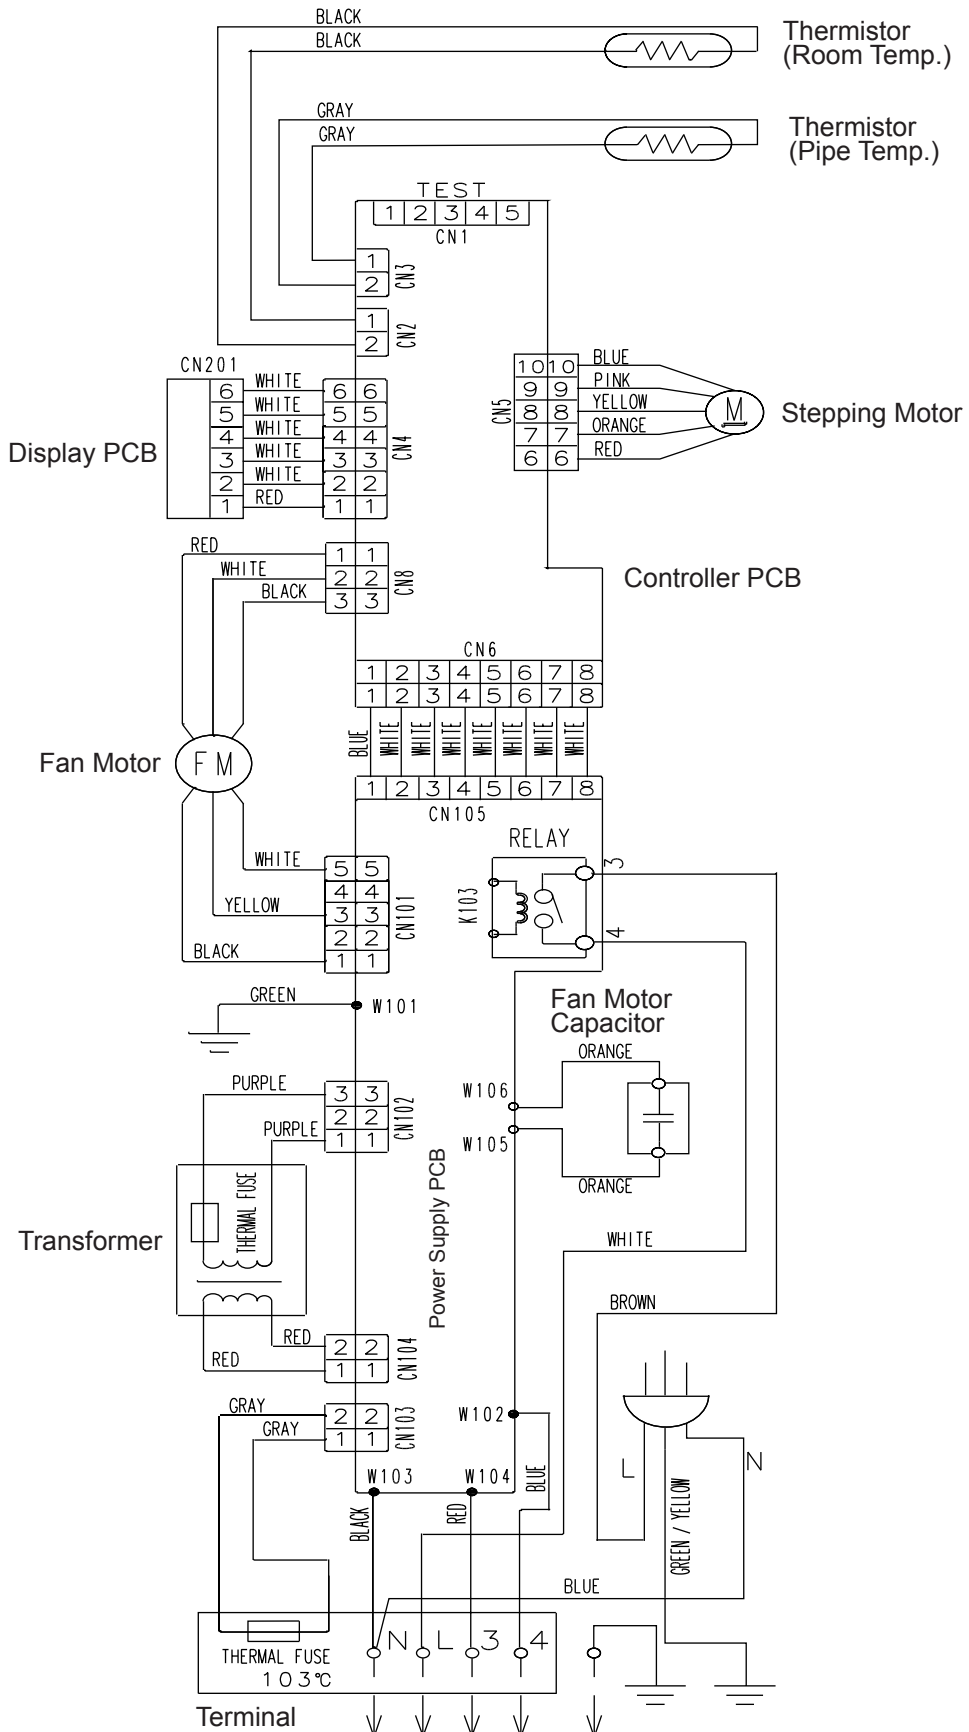 BLACK
BLACK
Thermistor
(Room Temp.)
GRAY
GRAY
Thermistor
(Pipe Temp.)
TEST
1 2 3 4 5
CN1
1
2
CN3
1
2
CN2
CN201
6 WHITE 6 6
5 WHITE 5 5
4 WHITE 4 4
3 WHITE 3 3
2 WHITE 2 2
1 RED 1 1
CN4
Display PCB
10 10 BLUE
9 9 PINK
8 8 YELLOW
7 7 ORANGE
6 6 RED
CN5
M
Stepping Motor
RED 1 1
WHITE 2 2
BLACK 3 3
CN8
Controller PCB
CN6
1 2 3 4 5 6 7 8
1 2 3 4 5 6 7 8
BLUE WHITE WHITE WHITE WHITE WHITE WHITE WHITE
1 2 3 4 5 6 7 8
CN105
Fan Motor
FM
RELAY
K103
3
4
WHITE 5 5
4 4
YELLOW 3 3
2 2
BLACK 1 1
CN101
GREEN
W101
Fan Motor
Capacitor
ORANGE
W106
W105
ORANGE
PURPLE 3 3
2 2
PURPLE 1 1
CN102
THERMAL FUSE
Transformer
Power Supply PCB
WHITE
BROWN
RED 2 2
RED 1 1
CN104
GRAY 2 2
GRAY 1 1
CN103
W102
L
N
W103
W104
BLUE
BLACK
RED
GREEN / YELLOW
BLUE
N L 3 4
THERMAL FUSE
103℃
Terminal